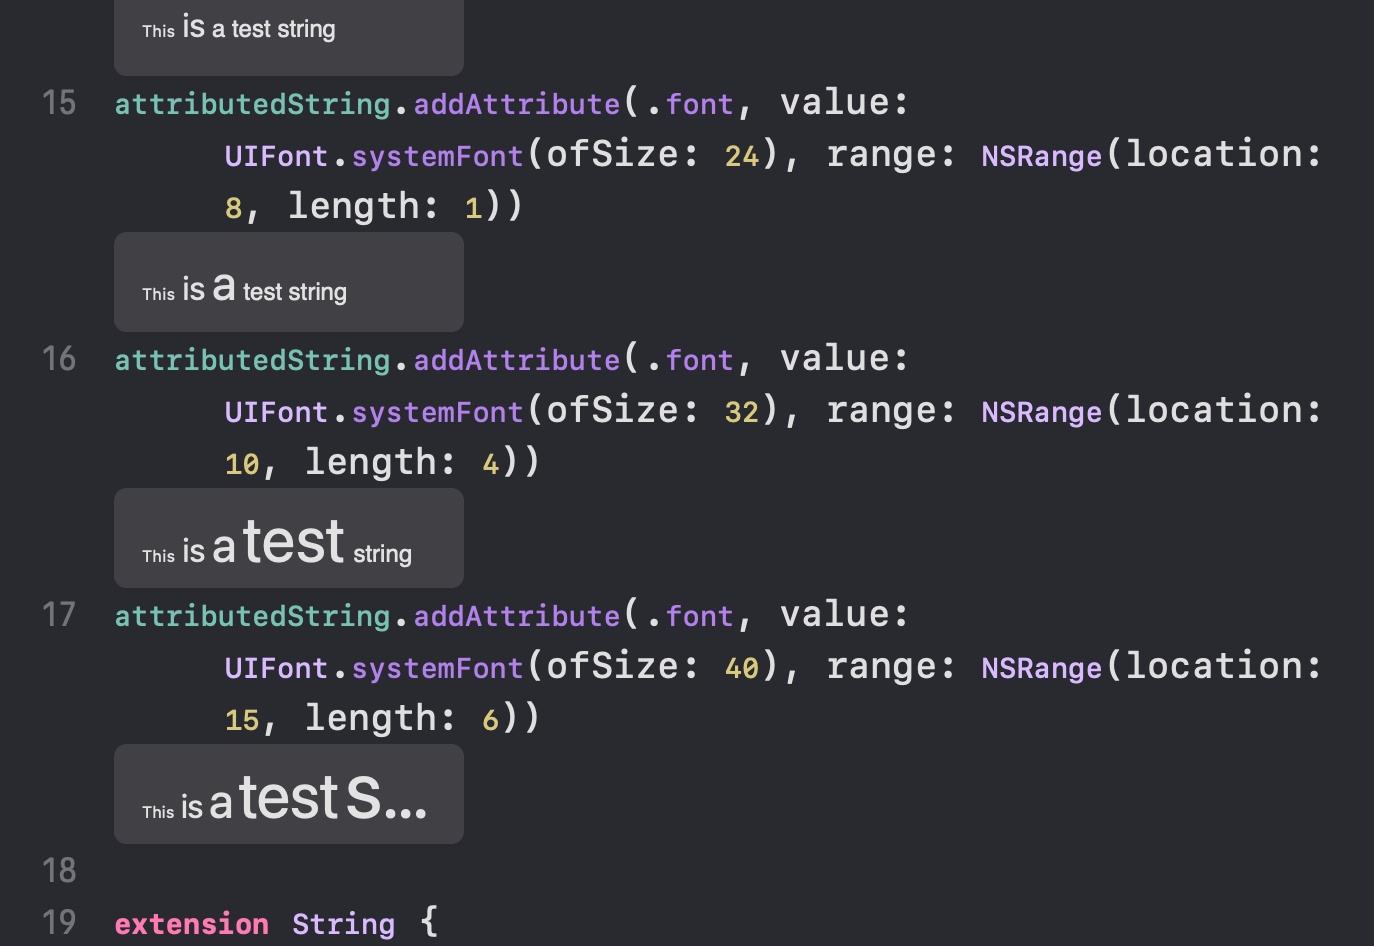 This is a test string
15 attributedString.addAttribute(.font, value:
UIFont.systemFont(ofSize: 24), range: NSRange(location:
8, length: 1))
This is a test string
16 attributedString.addAttribute(.font, value:
UIFont.systemFont(ofSize: 32), range: NSRange(location:
10, length: 4))
This is a test string
17 attributedString.addAttribute(.font, value:
UIFont.systemFont(ofSize: 40), range: NSRange(location:
15, length: 6))
This is a test s...
18
19 extension String {